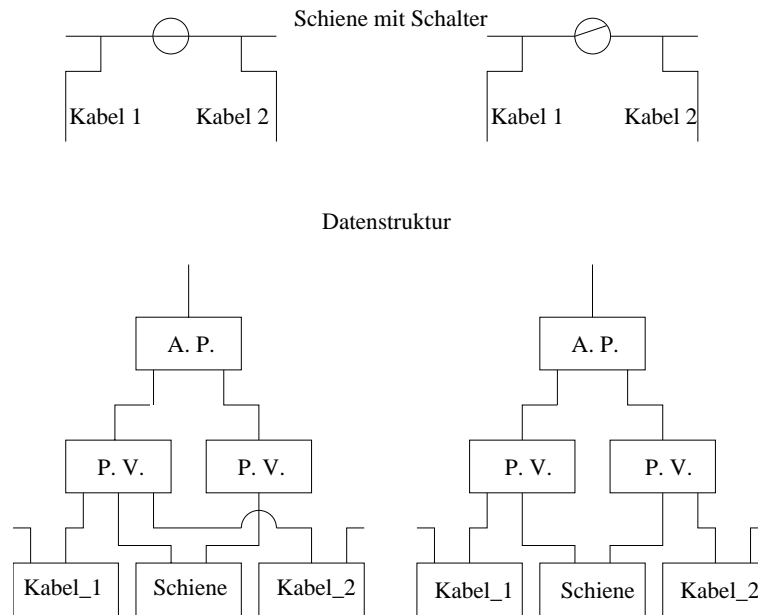 Schiene mit Schalter
Kabel 1 Kabel 2 Kabel 1 Kabel 2
Datenstruktur
A. P. A. P.
P. V. P. V. P. V. P. V.
Kabel_1 Schiene Kabel_2 Kabel_1 Schiene Kabel_2